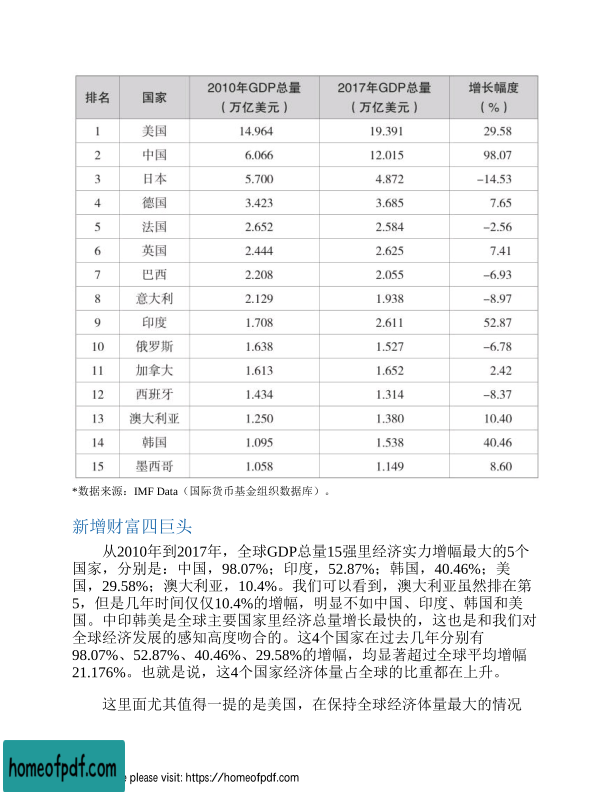 排名 国家 2010年GDP总量（万亿美元） 2017年GDP总量（万亿美元） 增长幅度（%）
1 美国 14.964 19.391 29.58
2 中国 6.066 12.015 98.07
3 日本 5.700 4.872 −14.53
4 德国 3.423 3.685 7.65
5 法国 2.652 2.584 −2.56
6 英国 2.444 2.625 7.41
7 巴西 2.208 2.055 −6.93
8 意大利 2.129 1.938 −8.97
9 印度 1.708 2.611 52.87
10 俄罗斯 1.638 1.527 −6.78
11 加拿大 1.613 1.652 2.42
12 西班牙 1.434 1.314 −8.37
13 澳大利亚 1.250 1.380 10.40
14 韩国 1.095 1.538 40.46
15 墨西哥 1.058 1.149 8.60
*数据来源：IMF Data（国际货币基金组织数据库）。
新增财富四巨头
从2010年到2017年，全球GDP总量15强里经济实力增幅最大的5个
国家，分别是：中国，98.07%；印度，52.87%；韩国，40.46%；美
国，29.58%；澳大利亚，10.4%。我们可以看到，澳大利亚虽然排在第
5，但是几年时间仅仅10.4%的增幅，明显不如中国、印度、韩国和美
国。中印韩美是全球主要国家里经济总量增长最快的，这也是和我们对
全球经济发展的感知高度吻合的。这4个国家在过去几年分别有
98.07%、52.87%、40.46%、29.58%的增幅，均显著超过全球平均增幅
21.176%。也就是说，这4个国家经济体量占全球的比重都在上升。
这里面尤其值得一提的是美国，在保持全球经济体量最大的情况
homeofpdf.com
please visit: https://homeofpdf.com